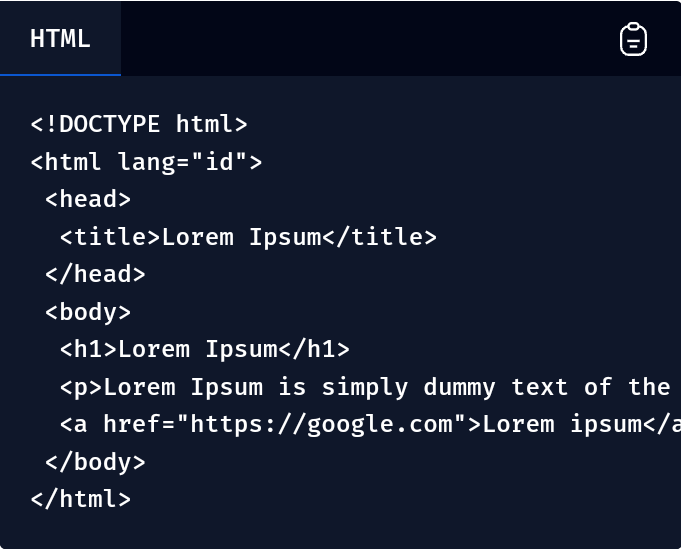 HTML
<!DOCTYPE html>
<html lang="id">
<head>
<title>Lorem Ipsum</title>
</head>
<body>
<h1>Lorem Ipsum</h1>
<p>Lorem Ipsum is simply dummy text of the
<a href="https://google.com">Lorem ipsum</a
</body>
</html>